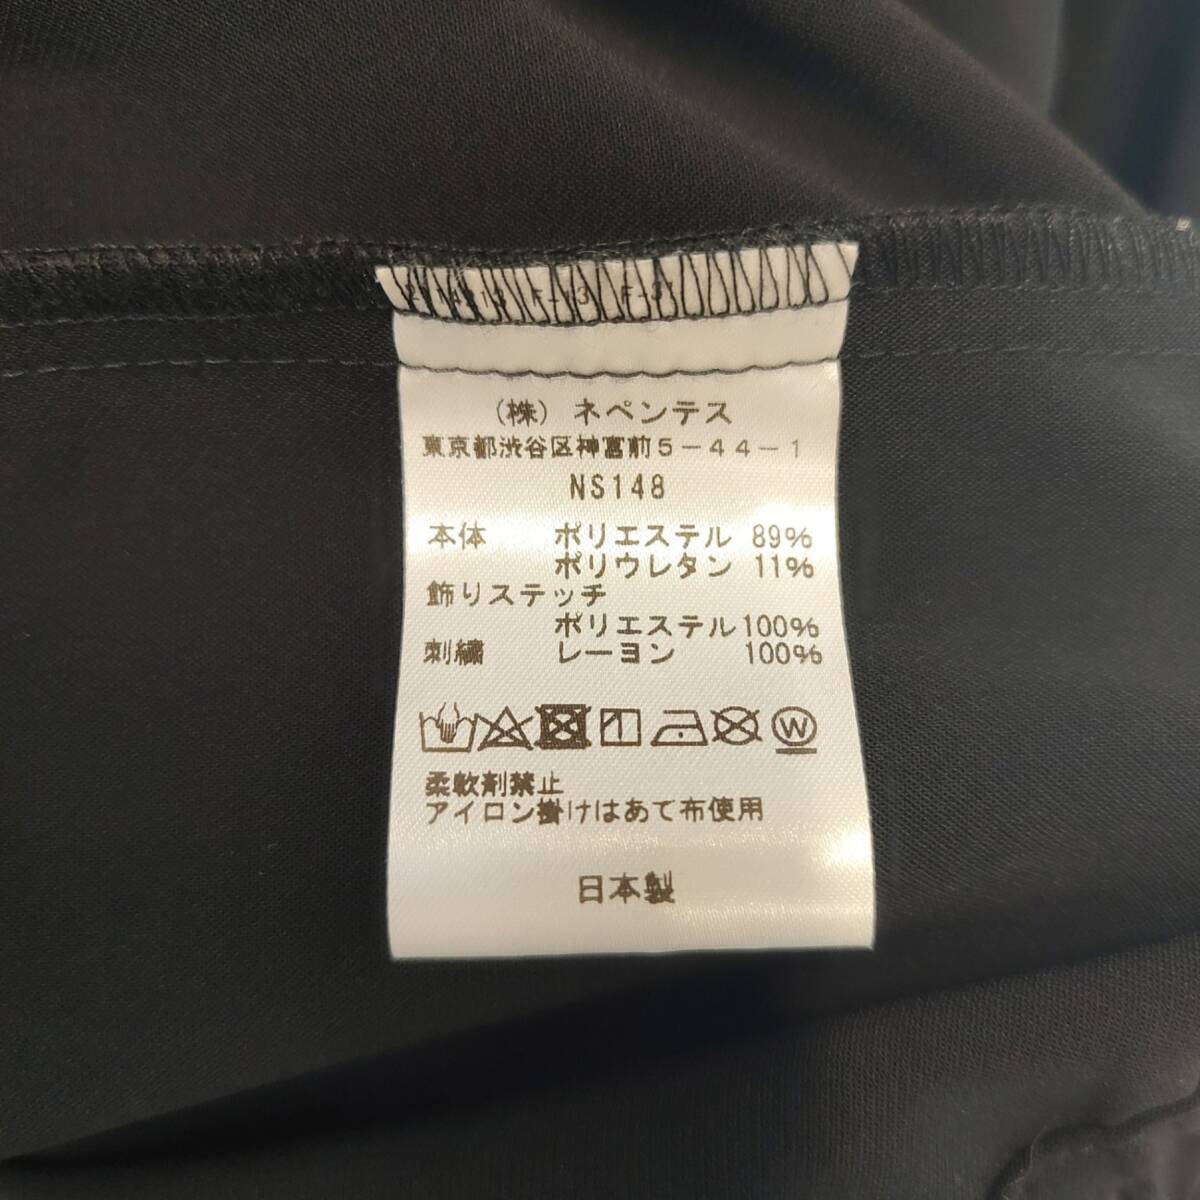 (株) ネペンテス
東京都渋谷区神宮前5-44-1
NS148
本体 ポリエステル 89%
ポリウレタン 11%
飾りステッチ
ポリエステル 100%
刺繍 レーヨン 100%
W
柔軟剤禁止
アイロン掛けはあて布使用
日本製